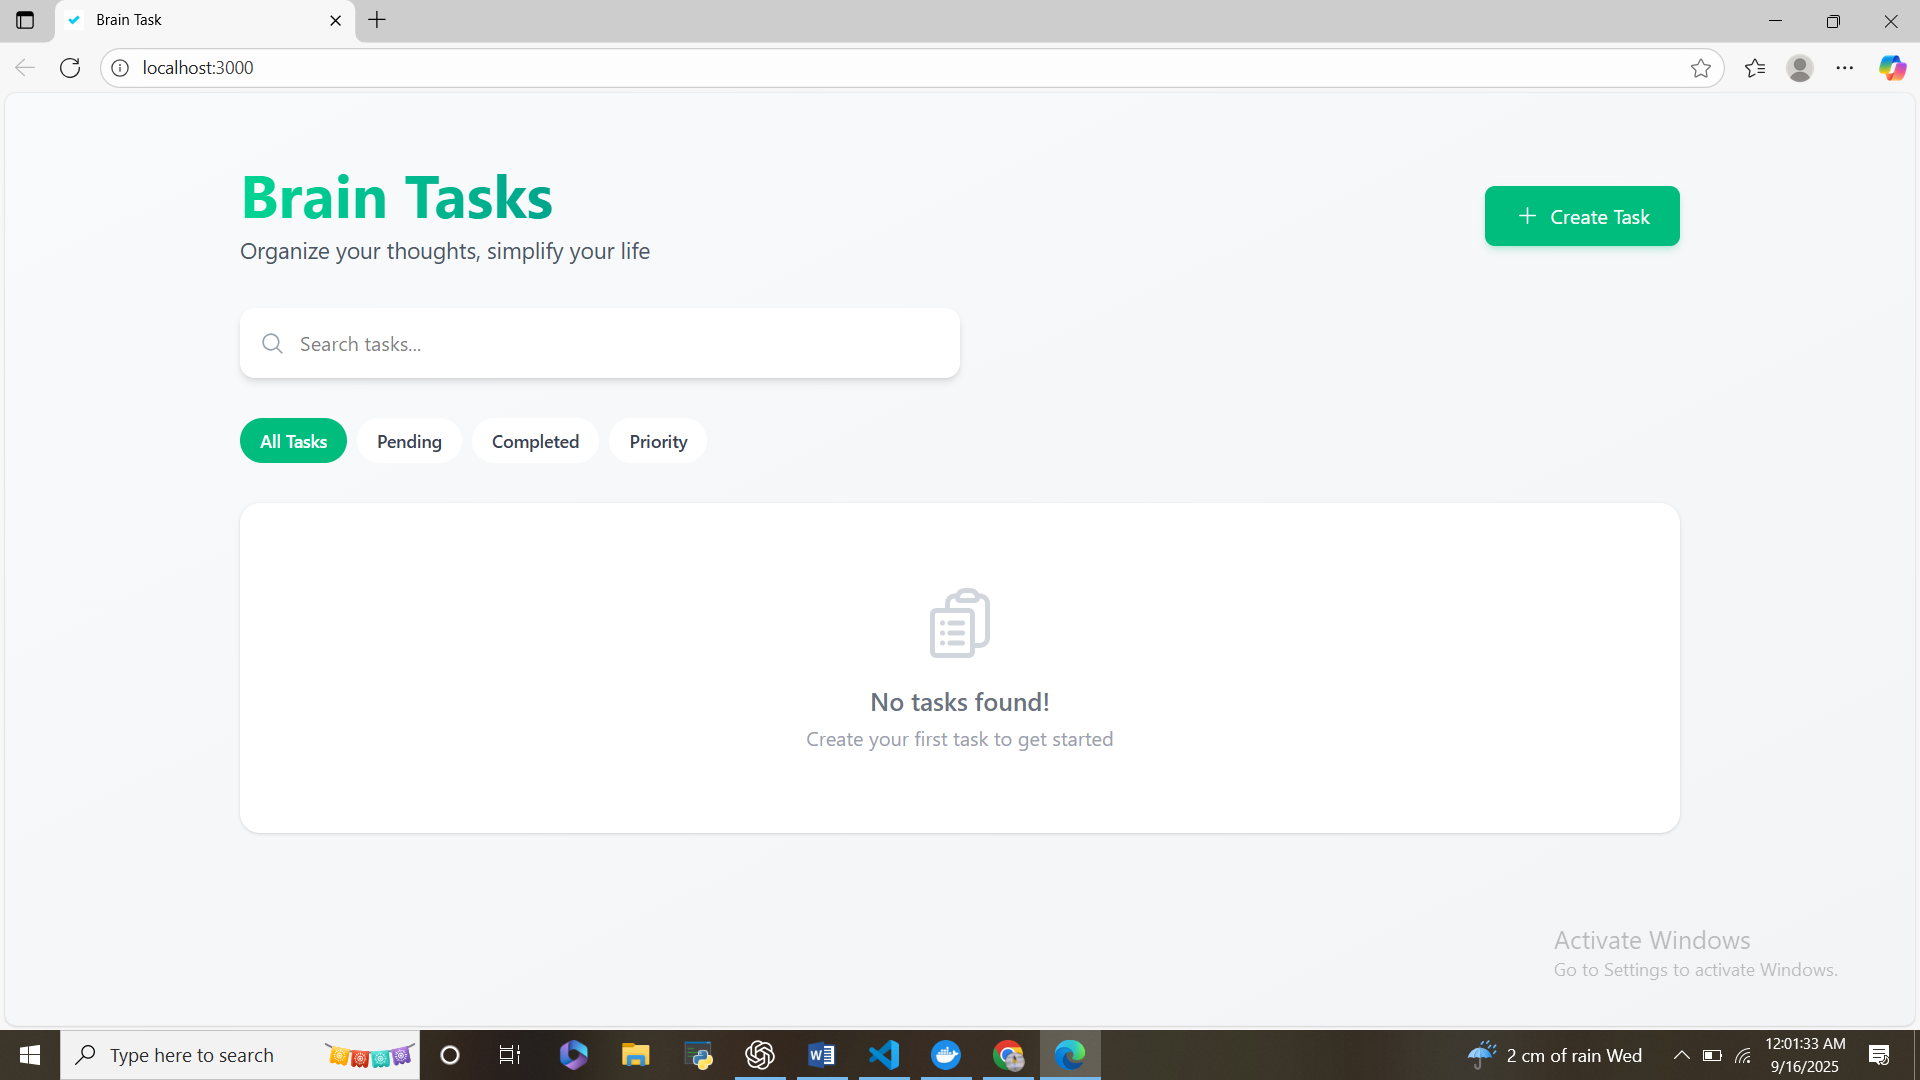 Brain Task
localhost:3000
Brain Tasks
Organize your thoughts, simplify your life
Create Task
Search tasks...
All Tasks
Pending
Completed
Priority
No tasks found!
Create your first task to get started
Activate Windows
Go to Settings to activate Windows.
Type here to search
2 cm of rain Wed
12:01:33 AM
9/16/2025